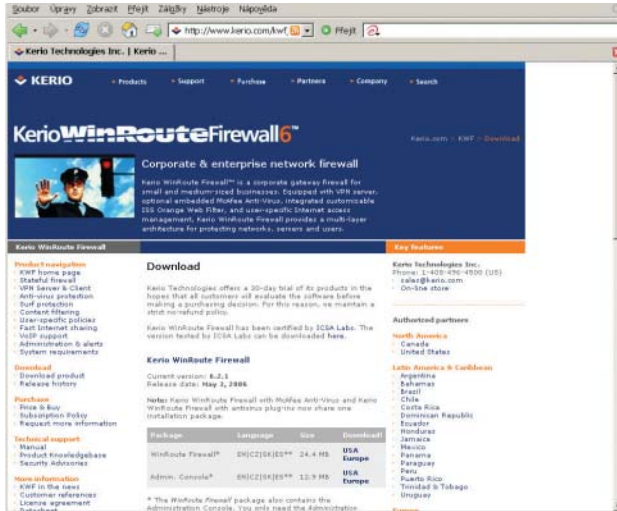 Soubor Úpravy Zobrazit Přejít Záložky Nástroje Nápověda
http://www.kerio.com/kwf_ Přejít
Kerio Technologies Inc. | Kerio ...
KERIO
Products Support Purchase Partners Company Search
Kerio WinRoute Firewall 6™
Kerio.com > KWF > Download
Corporate & enterprise network firewall
Kerio WinRoute Firewall™ is a corporate gateway firewall for
small and medium-sized businesses. Equipped with VPN server,
optional embedded McAfee Anti-Virus, integrated customizable
ISS Orange Web Filter, and user-specific Internet access
management, Kerio WinRoute Firewall provides a multi-layer
architecture for protecting networks, servers and users.
Kerio WinRoute Firewall
Product navigation
KWF home page
Stateful firewall
VPN Server & Client
Anti-virus protection
Surf protection
Content filtering
User-specific policies
Fast Internet sharing
VoIP support
Administration & alerts
System requirements
Download
Download product
Release history
Purchase
Price & Buy
Subscription Policy
Request more information
Technical support
Manual
Product Knowledgebase
Security Advisories
More information
KWF in the news
Customer references
License agreement
Datasheet
Download
Kerio Technologies offers a 30-day trial of its products in the
hopes that all customers will evaluate the software before
making a purchasing decision. For this reason, we maintain a
strict no-refund policy.
Kerio WinRoute Firewall has been certified by ICSA Labs. The
version tested by ICSA Labs can be downloaded here.
Kerio WinRoute Firewall
Current version: 6.2.1
Release date: May 2, 2006
Note: Kerio WinRoute Firewall with McAfee Anti-Virus and Kerio
WinRoute Firewall with antivirus plug-ins now share one
installation package.
Package Language Size Download!
WinRoute Firewall* EN|CZ|SK|ES** 24.4 MB USA
Europe
Admin. Console* EN|CZ|SK|ES** 12.9 MB USA
Europe
* The WinRoute Firewall package also contains the
Administration Console. You only need the Administration
Key features
Kerio Technologies Inc.
Phone: 1-408-496-4500 (US)
sales@kerio.com
On-line store
Authorized partners
North America
Canada
United States
Latin America & Caribbean
Argentina
Bahamas
Brazil
Chile
Costa Rica
Dominican Republic
Ecuador
Honduras
Jamaica
Mexico
Panama
Paraguay
Peru
Puerto Rico
Trinidad & Tobago
Uruguay